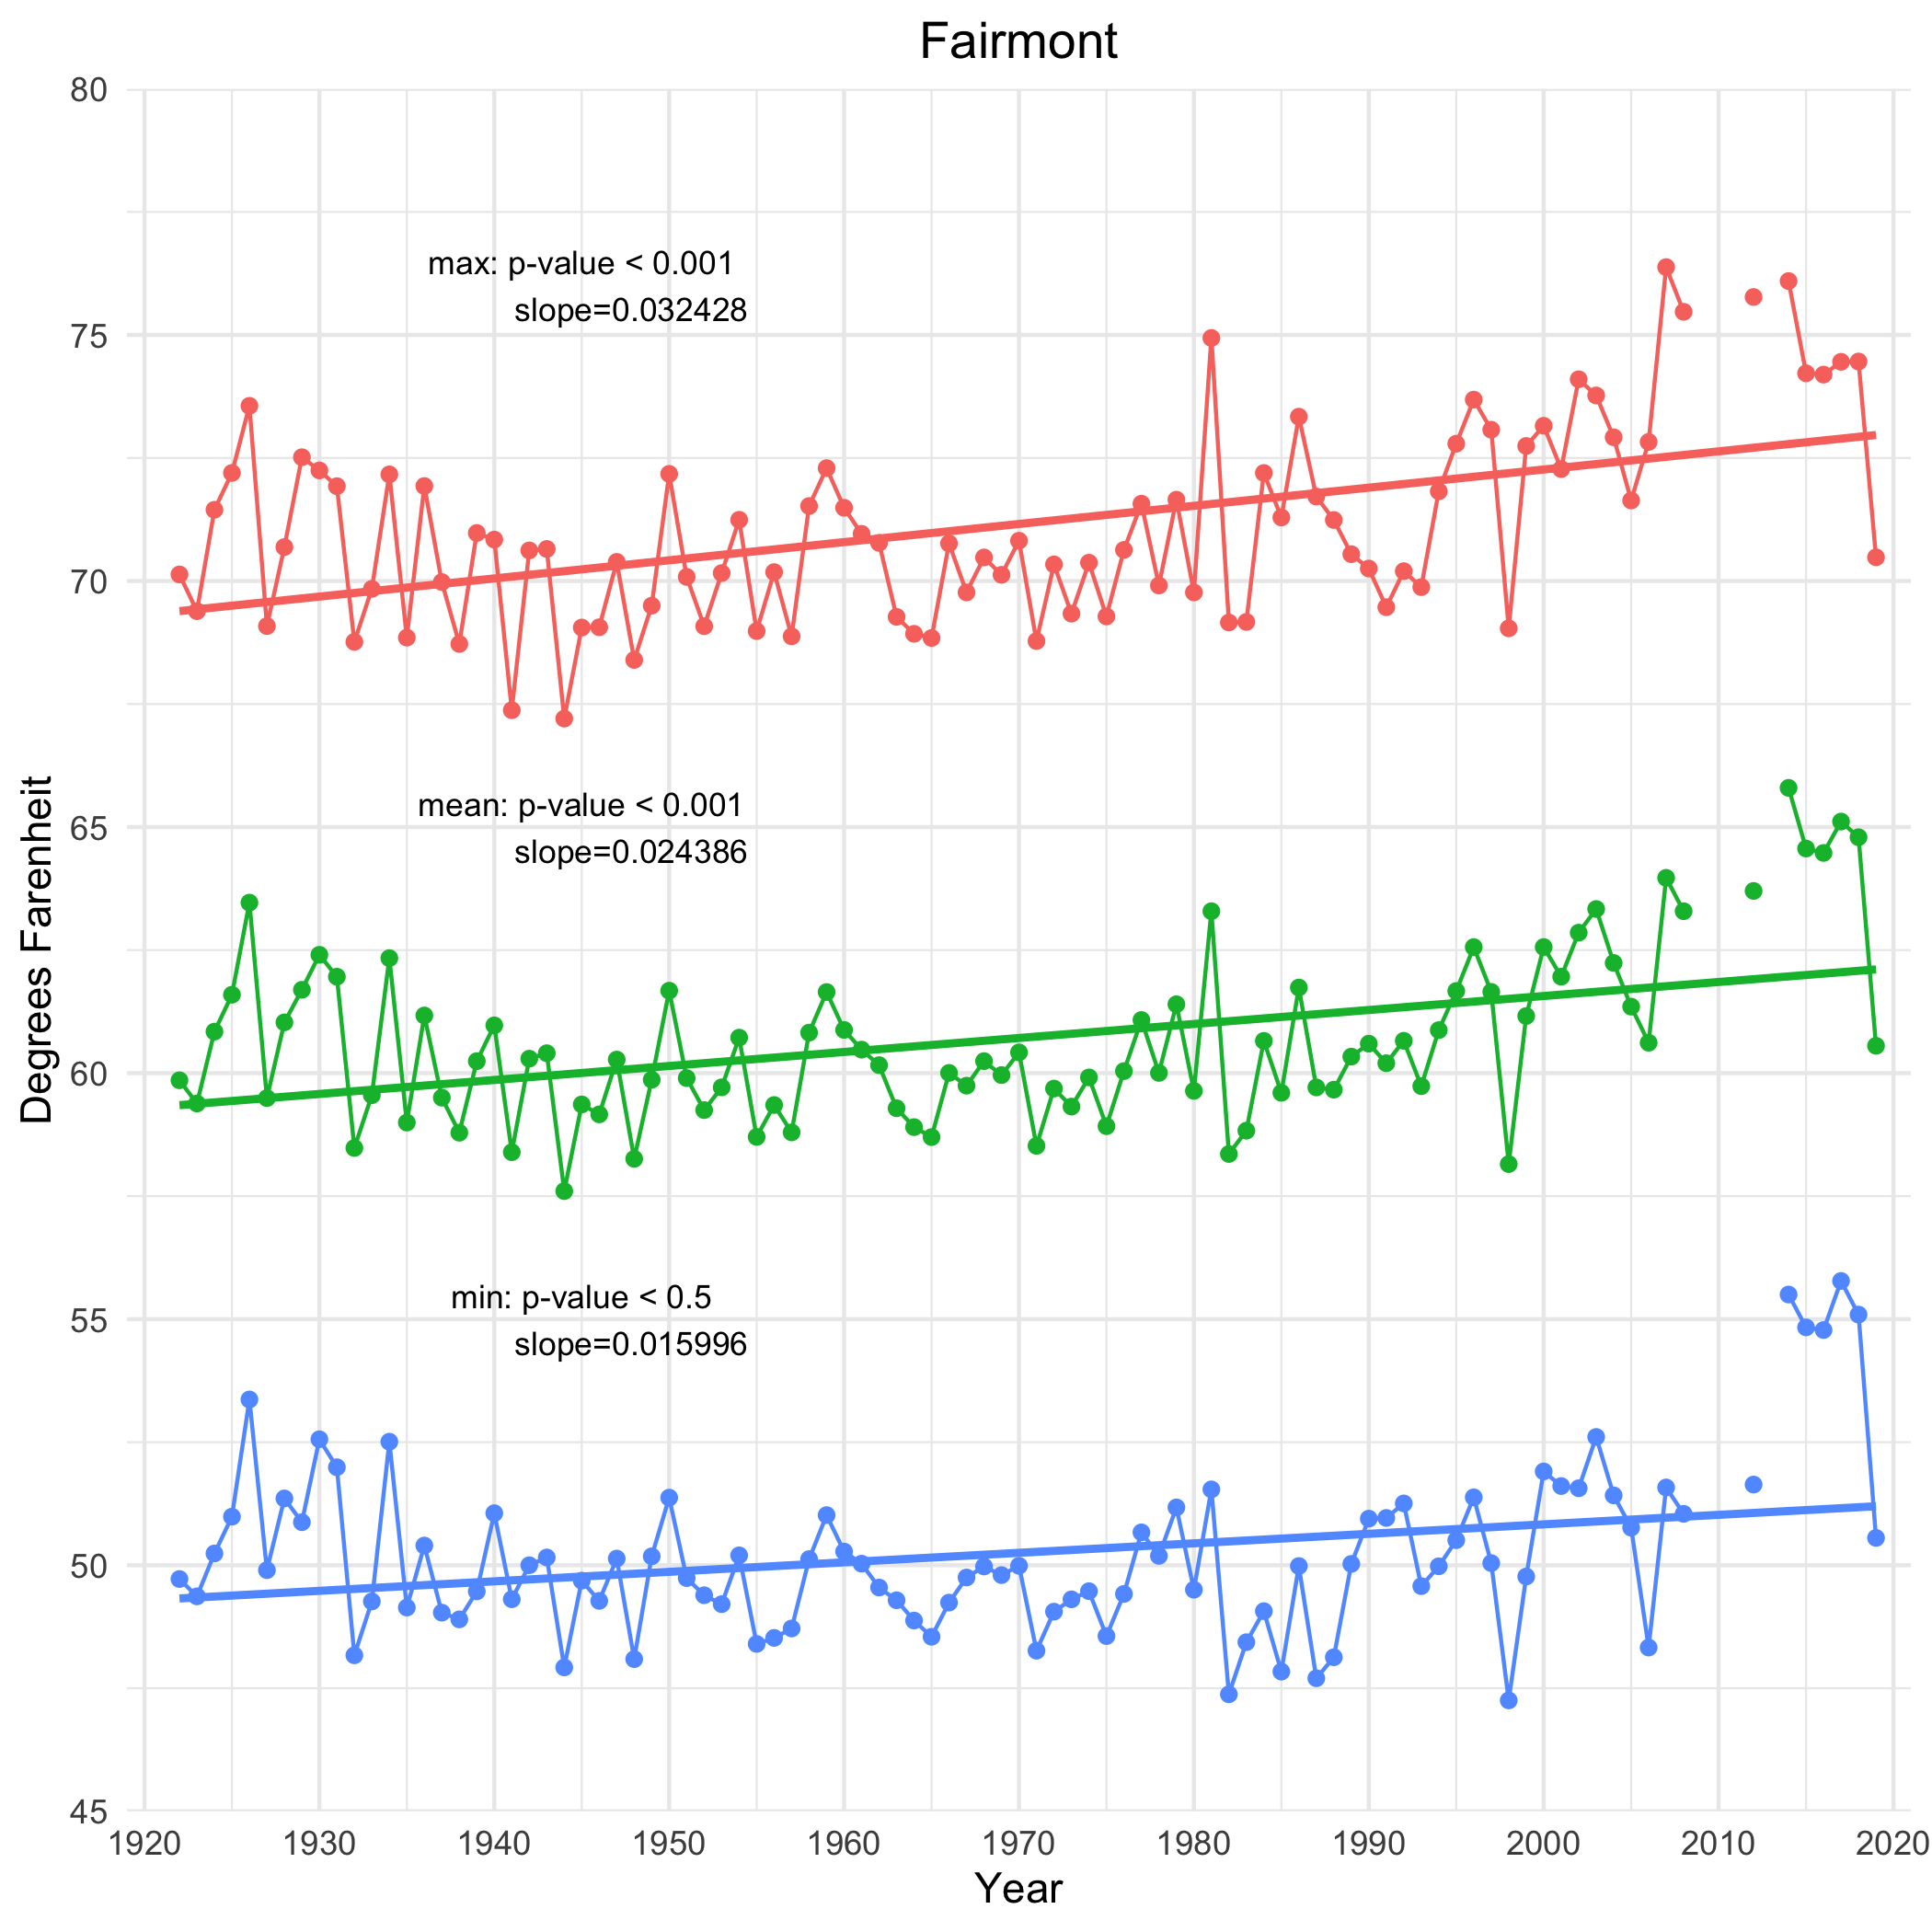 Fairmont
80
max: p-value < 0.001
slope=0.032428
75
70
mean: p-value < 0.001
65
slope=0.024386
Degrees Farenheit
60
min: p-value < 0.5
55
slope=0.015996
50
45
1920 1930 1940 1950 1960 1970 1980 1990 2000 2010 2020
Year